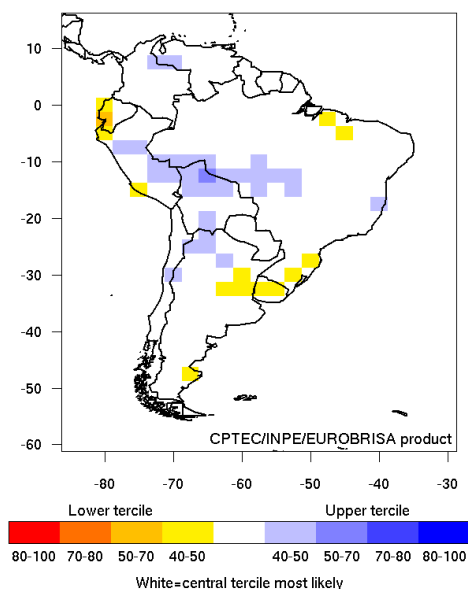 10
0
-10
-20
-30
-40
-50
-60
CPTEC/INPE/EUROBRISA product
-80 -70 -60 -50 -40 -30
Lower tercile Upper tercile
80-100 70-80 50-70 40-50 40-50 50-70 70-80 80-100
White=central tercile most likely